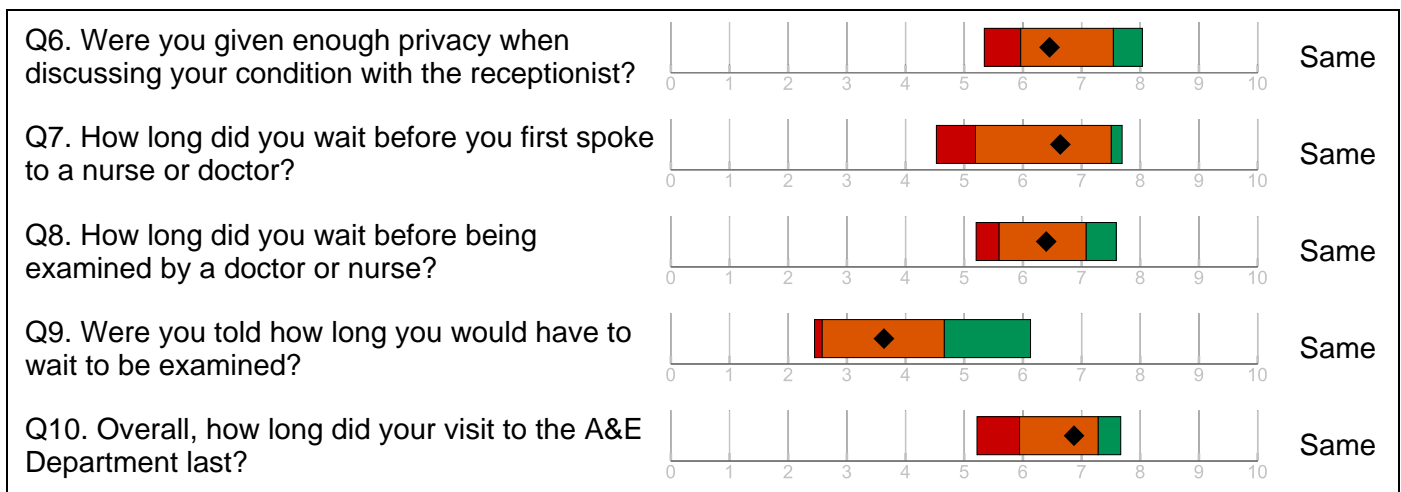 Q6. Were you given enough privacy when
discussing your condition with the receptionist?
0 1 2 3 4 5 6 7 8 9 10
Same
Q7. How long did you wait before you first spoke
to a nurse or doctor?
0 1 2 3 4 5 6 7 8 9 10
Same
Q8. How long did you wait before being
examined by a doctor or nurse?
0 1 2 3 4 5 6 7 8 9 10
Same
Q9. Were you told how long you would have to
wait to be examined?
0 1 2 3 4 5 6 7 8 9 10
Same
Q10. Overall, how long did your visit to the A&E
Department last?
0 1 2 3 4 5 6 7 8 9 10
Same